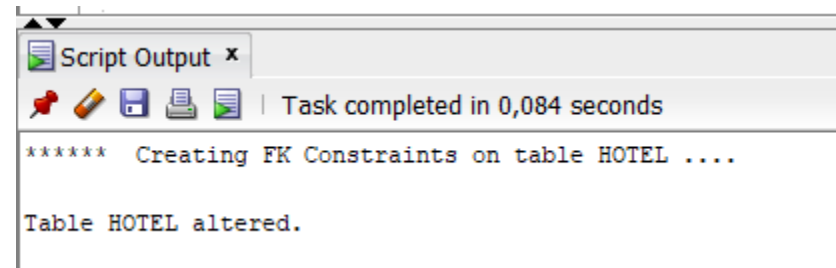 Script Output x
Task completed in 0,084 seconds
****** Creating FK Constraints on table HOTEL ....
Table HOTEL altered.